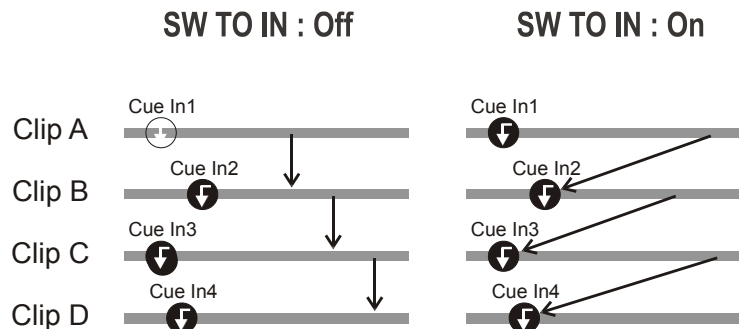 SW TO IN : Off
SW TO IN : On
Cue In1
Cue In1
Clip A
Cue In2
Cue In2
Clip B
Cue In3
Cue In3
Clip C
Cue In4
Cue In4
Clip D